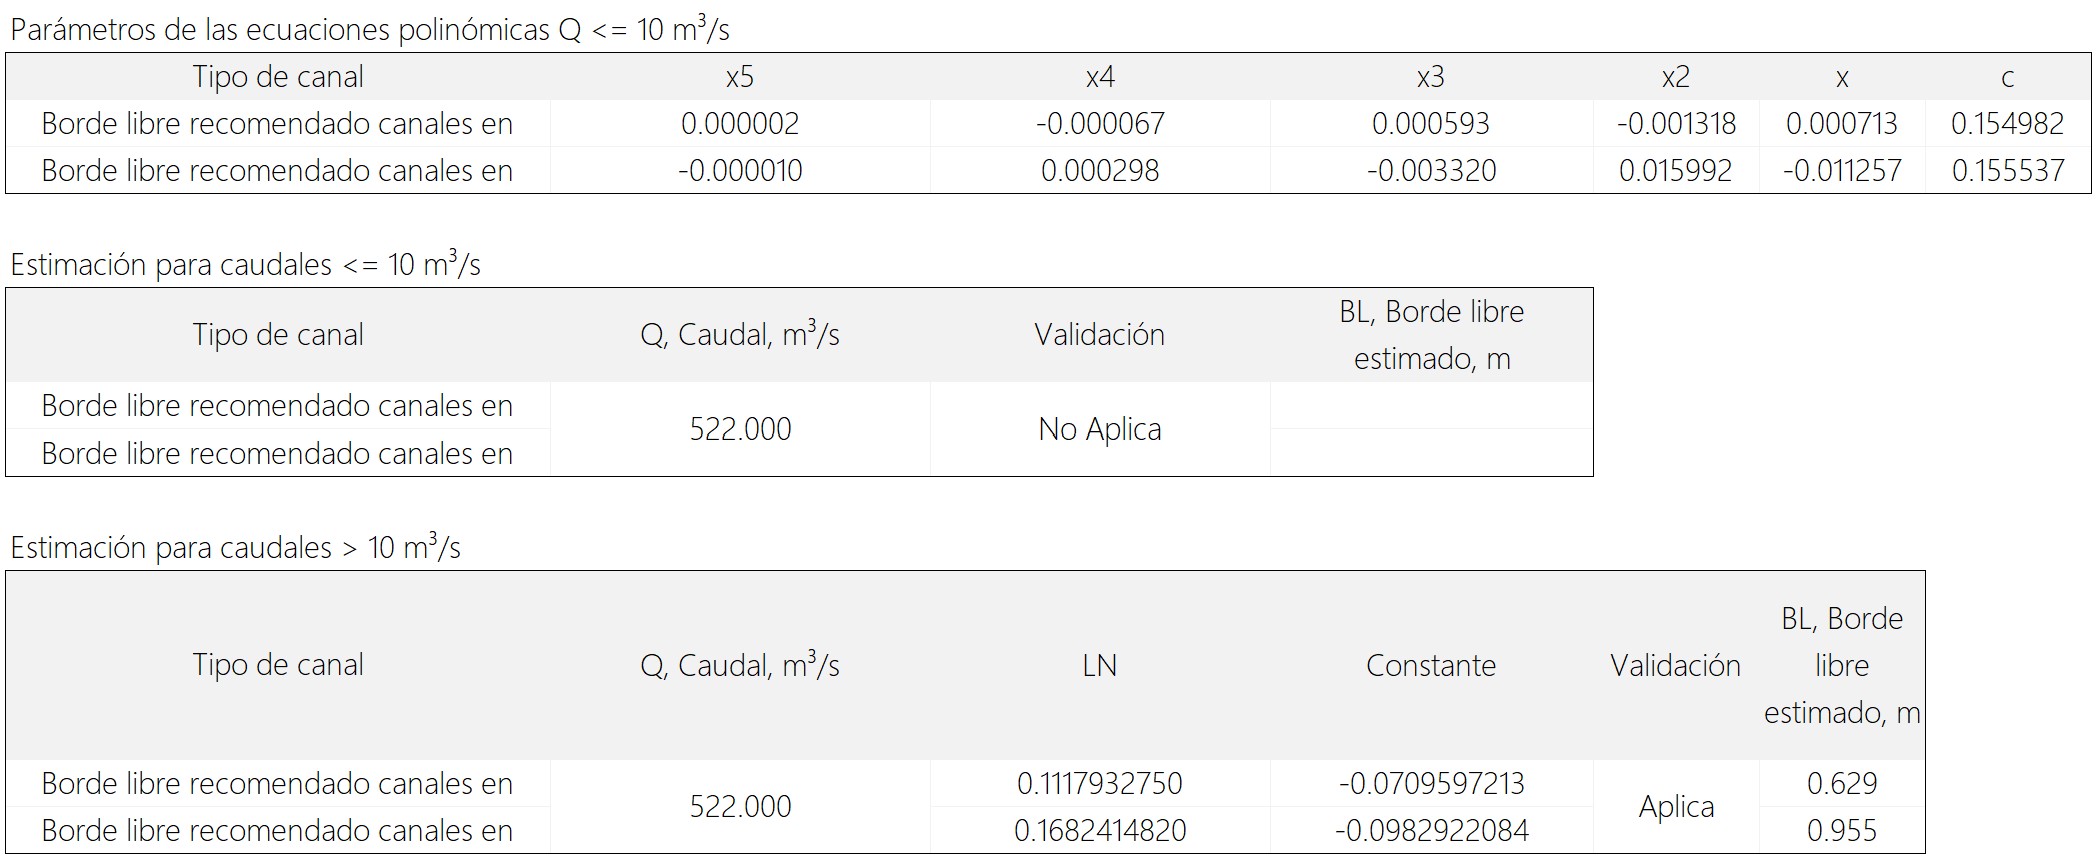 Parámetros de las ecuaciones polinómicas Q <= 10 m³/s
Tipo de canal x5 x4 x3 x2 x c
Borde libre recomendado canales en 0.000002 -0.000067 0.000593 -0.001318 0.000713 0.154982
Borde libre recomendado canales en -0.000010 0.000298 -0.003320 0.015992 -0.011257 0.155537
Estimación para caudales <= 10 m³/s
Tipo de canal Q, Caudal, m³/s Validación BL, Borde libre
estimado, m
Borde libre recomendado canales en
522.000 No Aplica
Borde libre recomendado canales en
Estimación para caudales > 10 m³/s
Tipo de canal Q, Caudal, m³/s LN Constante Validación BL, Borde
libre
estimado, m
Borde libre recomendado canales en 0.1117932750 -0.0709597213 0.629
522.000 Aplica
Borde libre recomendado canales en 0.1682414820 -0.0982922084 0.955